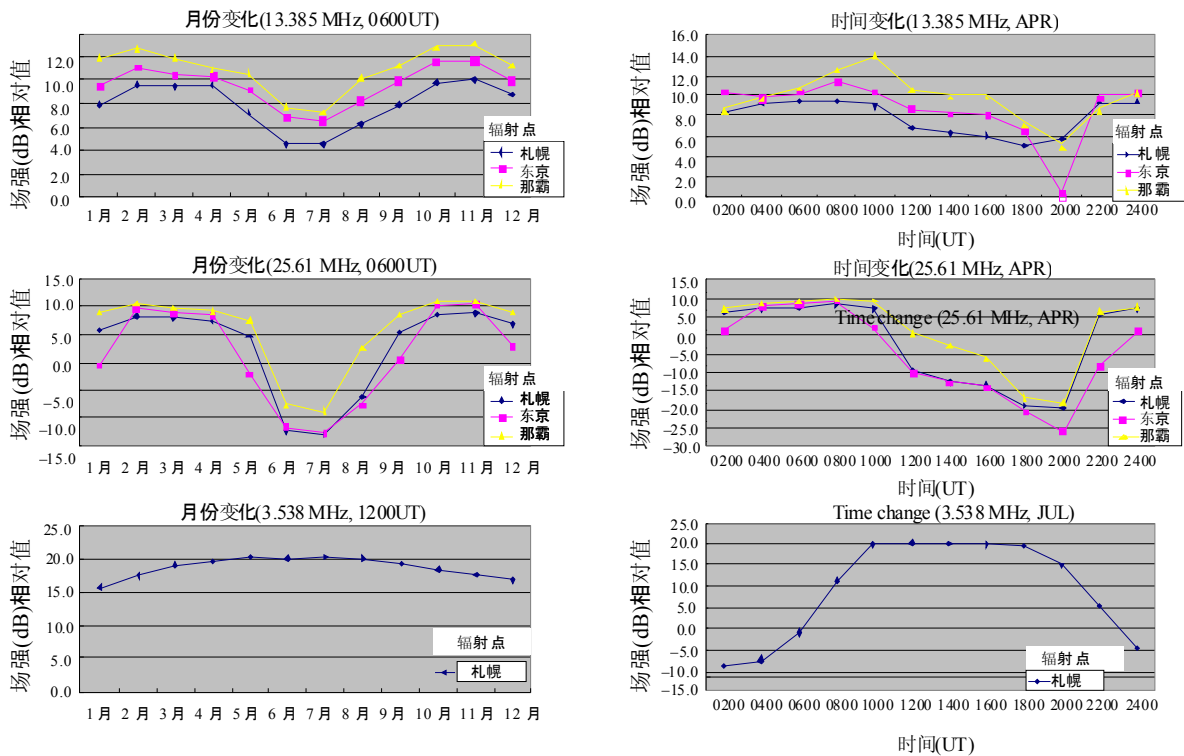 月份变化(13.385 MHz, 0600UT)
场强(dB)相对值
12.0
10.0
8.0
6.0
4.0
2.0
0.0
辐射点
札幌
东京
那霸
1月 2月 3月 4月 5月 6月 7月 8月 9月 10月 11月 12月
时间变化(13.385 MHz, APR)
场强(dB)相对值
16.0
14.0
12.0
10.0
8.0
6.0
4.0
2.0
0.0
辐射点
札幌
东京
那霸
0200 0400 0600 0800 1000 1200 1400 1600 1800 2000 2200 2400
时间(UT)
月份变化(25.61 MHz, 0600UT)
场强(dB)相对值
15.0
10.0
5.0
0.0
–5.0
–10.0
–15.0
辐射点
札幌
东京
那霸
1月 2月 3月 4月 5月 6月 7月 8月 9月 10月 11月 12月
时间变化(25.61 MHz, APR)
Time change (25.61 MHz, APR)
场强(dB)相对值
15.0
10.0
5.0
0.0
–5.0
–10.0
–15.0
–20.0
–25.0
–30.0
辐射点
札幌
东京
那霸
0200 0400 0600 0800 1000 1200 1400 1600 1800 2000 2200 2400
时间(UT)
月份变化(3.538 MHz, 1200UT)
场强(dB)相对值
25.0
20.0
15.0
10.0
5.0
0.0
辐射点
札幌
1月 2月 3月 4月 5月 6月 7月 8月 9月 10月 11月 12月
Time change (3.538 MHz, JUL)
场强(dB)相对值
25.0
20.0
15.0
10.0
5.0
0.0
–5.0
–10.0
–15.0
辐射点
札幌
0200 0400 0600 0800 1000 1200 1400 1600 1800 2000 2200 2400
时间(UT)